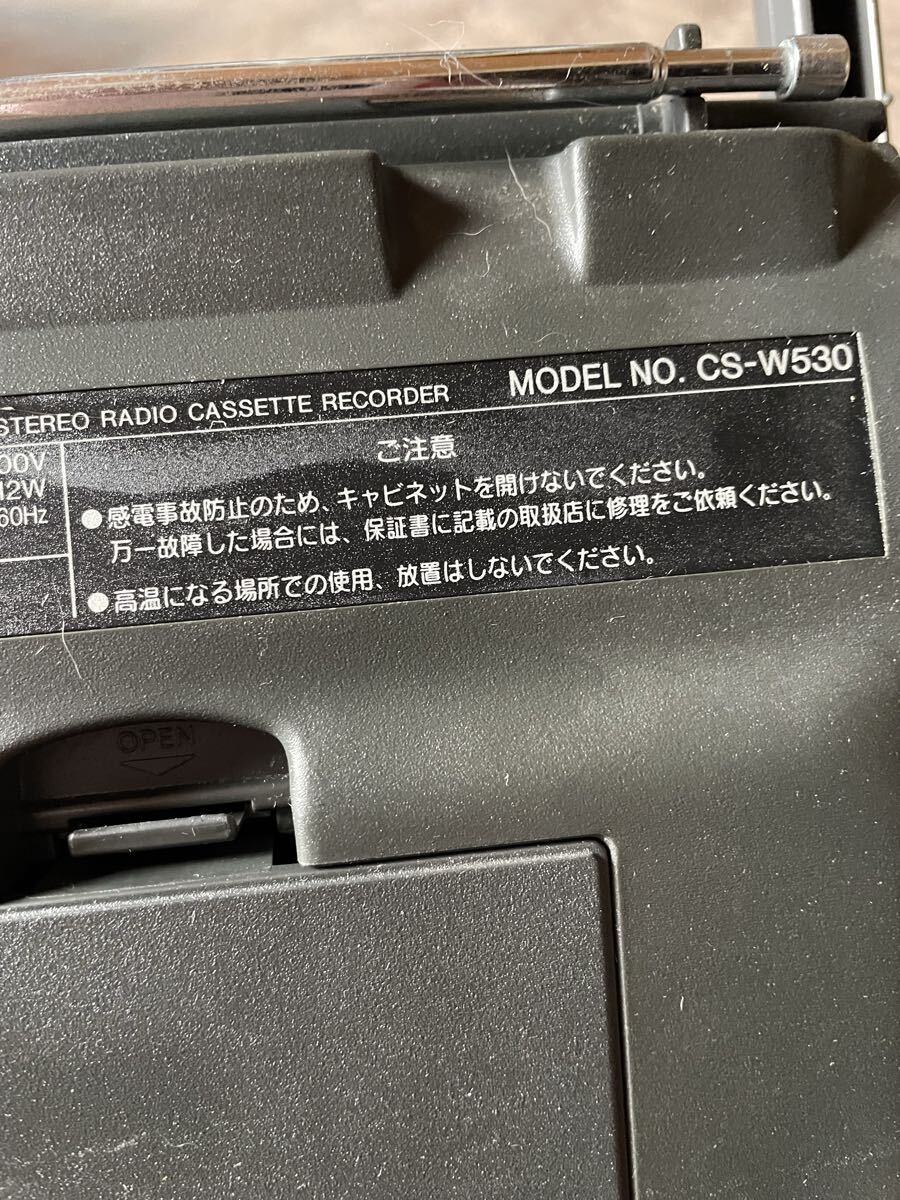 STEREO RADIO CASSETTE RECORDER
MODEL NO. CS-W530
00V
12W
60Hz
ご注意
●感電事故防止のため、キャビネットを開けないでください。
万一故障した場合には、保証書に記載の取扱店に修理をご依頼ください。
●高温になる場所での使用、放置はしないでください。
OPEN